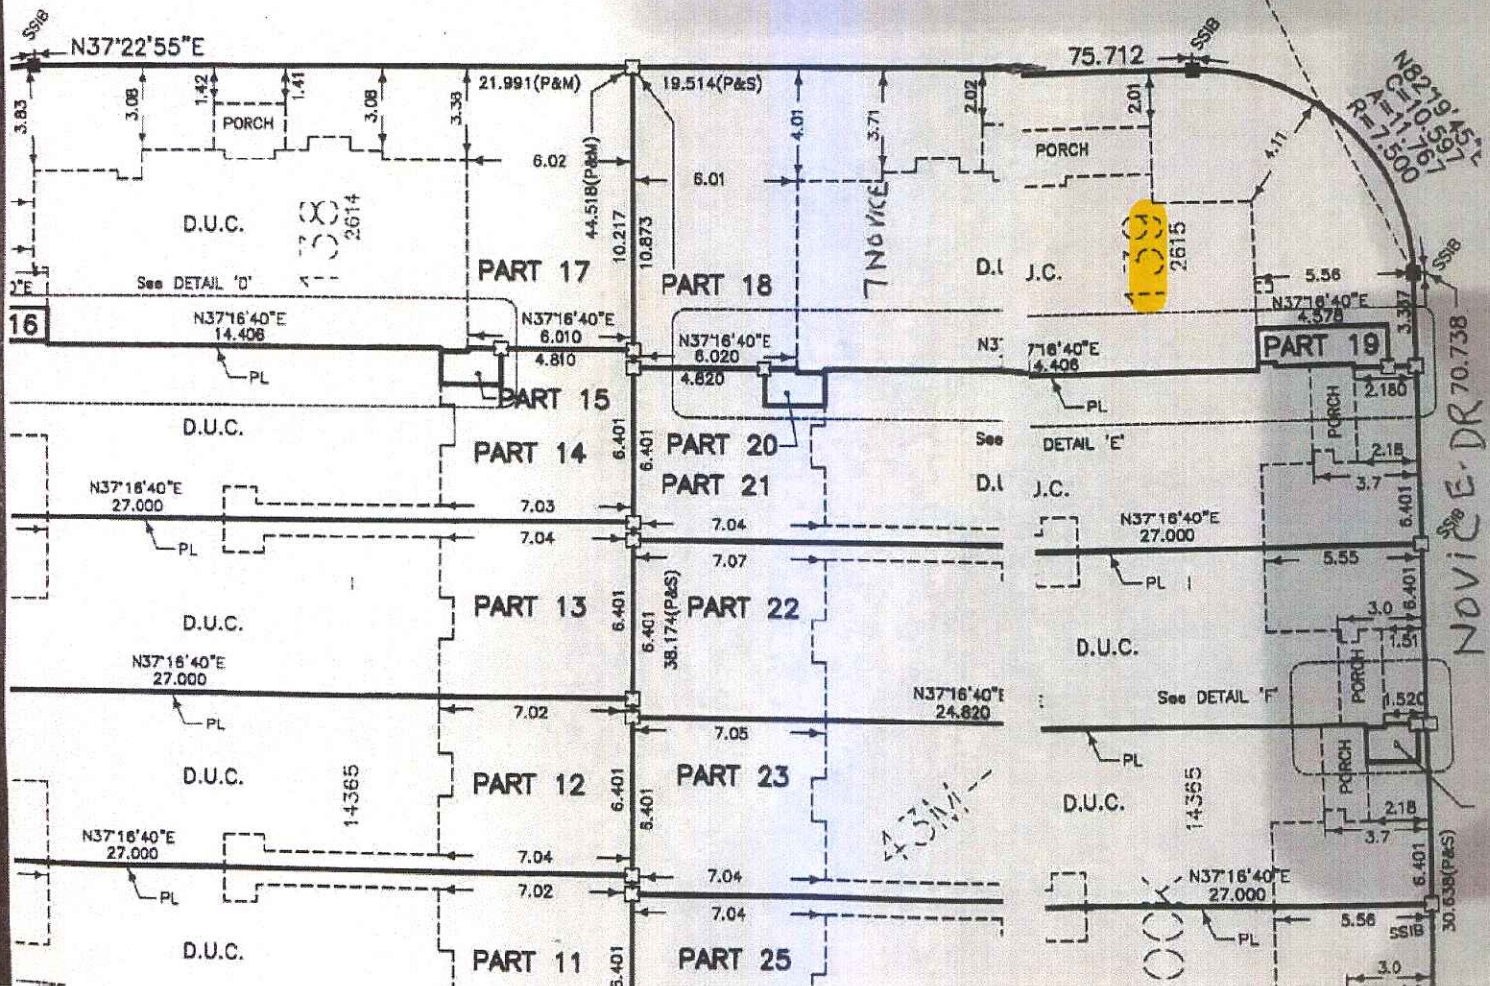 SSIB
N37°22'55"E
21.991(P&M)
19.514(P&S)
75.712
SSIB
N82°19'45"E
C=10.597
A=11.767
R=7.500
3.83
3.08
1.42
1.41
3.08
3.38
PORCH
44.518(P&M)
4.01
3.71
2.02
2.01
PORCH
4.11
6.02
6.01
D.U.C.
138
2614
10.217
10.873
7 NOVICE
139
2615
PART 17
PART 18
J.C.
5.56
SSIB
See DETAIL 'D'
16
N37°16'40"E
14.406
PL
N37°16'40"E
6.010
4.810
N37°16'40"E
6.020
4.820
7°16'40"E
4.406
PL
N37°16'40"E
4.578
3.387
PART 19
2.180
PART 15
D.U.C.
PART 14
6.401
6.401
PART 20
See
DETAIL 'E'
PORCH
2.18
3.7
NOVICE DR
70.738
N37°16'40"E
27.000
PL
7.03
PART 21
J.C.
7.04
N37°16'40"E
27.000
6.401
SSIB
7.04
7.07
PL
5.55
D.U.C.
PART 13
6.401
6.401
38.174(P&S)
PART 22
D.U.C.
3.0
1.51
6.401
PORCH
N37°16'40"E
27.000
PL
7.02
N37°16'40"E
24.820
See DETAIL 'F'
1.520
7.05
PL
D.U.C.
14365
PART 12
6.401
6.401
PART 23
43M-
D.U.C.
14365
PORCH
2.18
3.7
N37°16'40"E
27.000
PL
7.04
7.02
7.04
7.04
N37°16'40"E
27.000
PL
6.401
30.638(P&S)
5.56
SSIB
D.U.C.
PART 11
6.401
PART 25
3.0